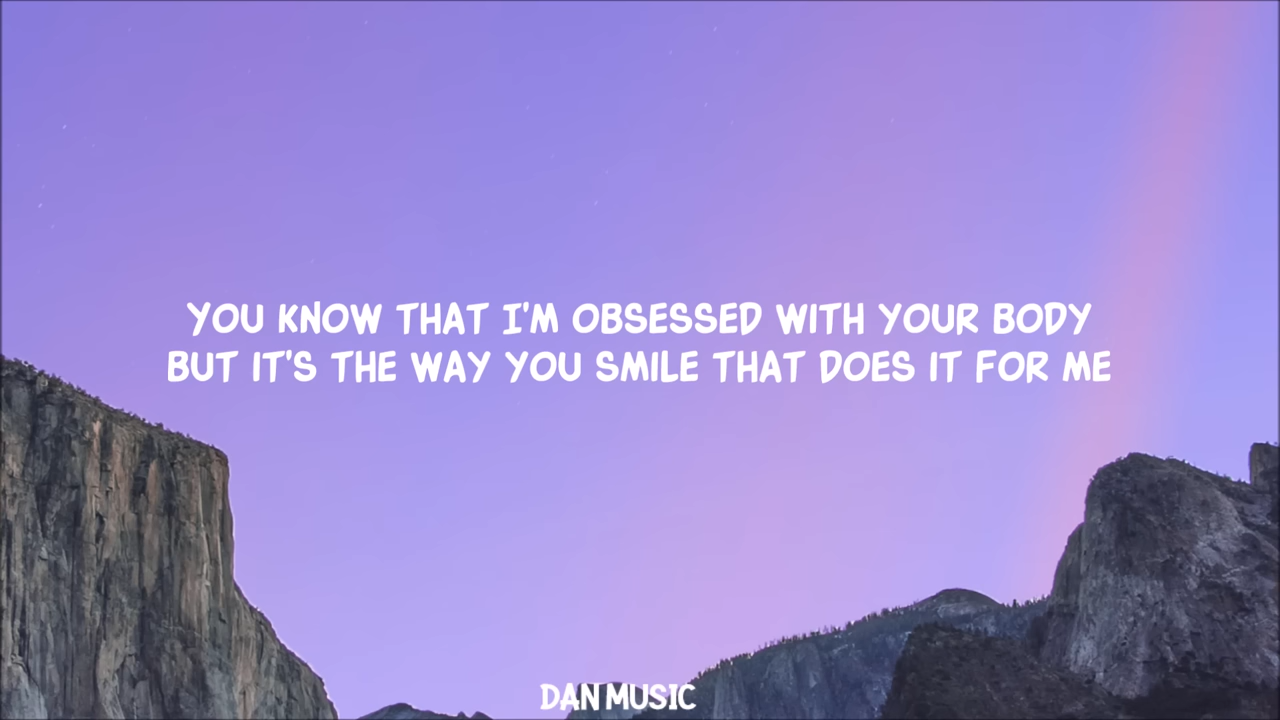 YOU KNOW THAT I'M OBSESSED WITH YOUR BODY
BUT IT'S THE WAY YOU SMILE THAT DOES IT FOR ME
DAN MUSIC